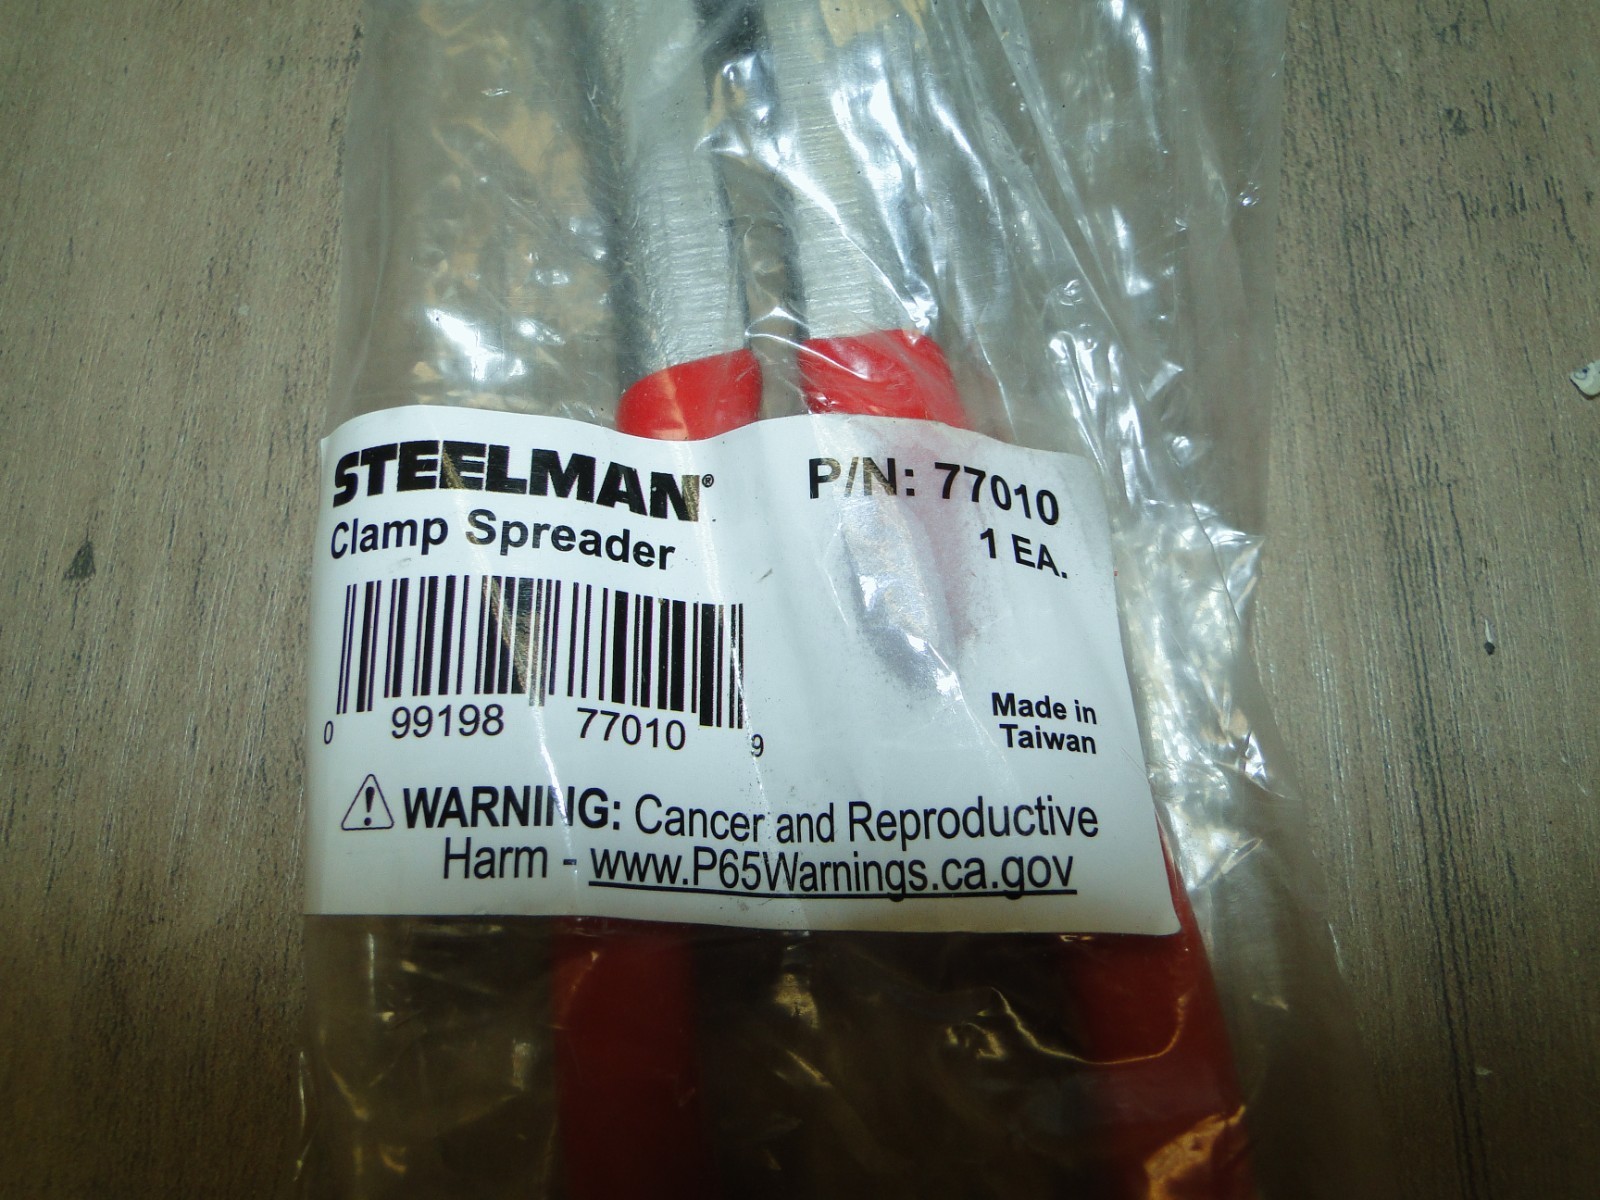 STEELMAN®
Clamp Spreader
P/N: 77010
1 EA.
0 99198 77010 9
Made in
Taiwan
WARNING: Cancer and Reproductive
Harm - www.P65Warnings.ca.gov